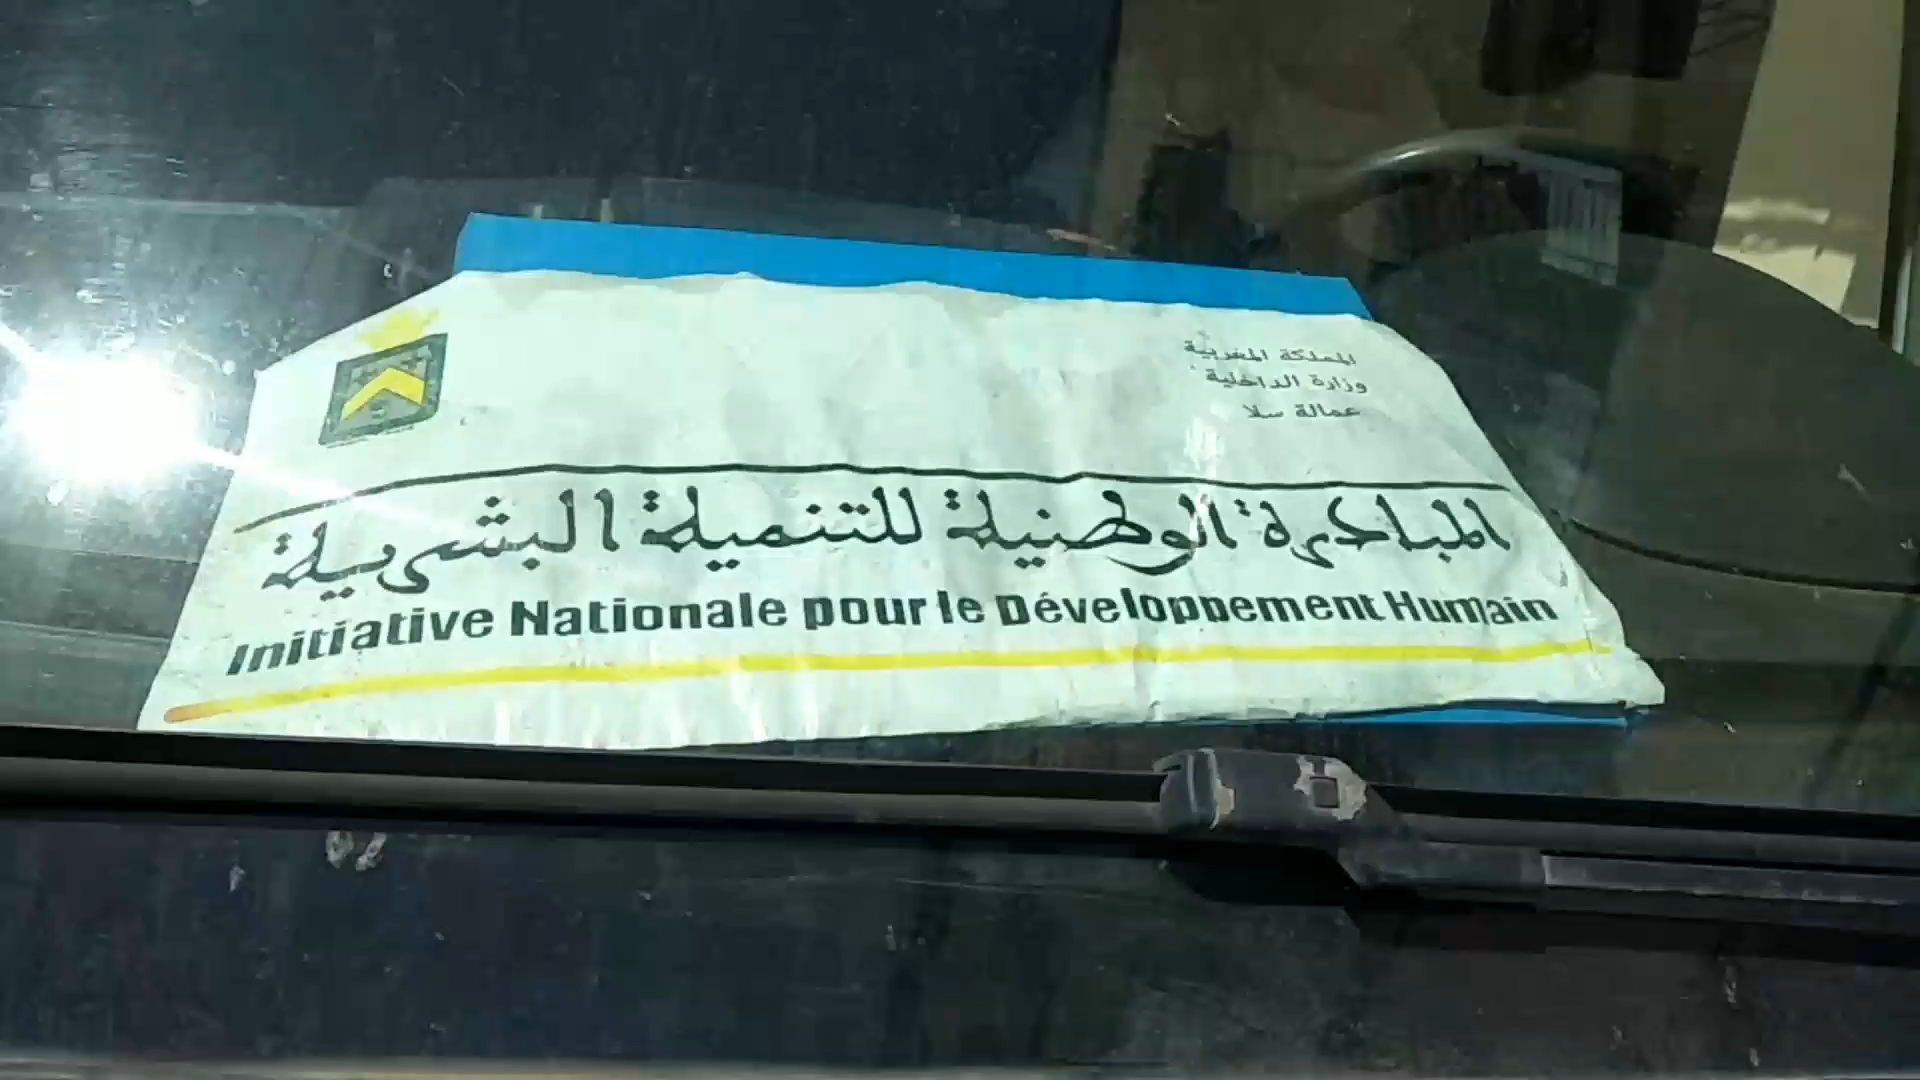 المملكة المغربية
وزارة الداخلية
عمالة سلا
المبادرة الوطنية للتنمية البشرية
Initiative Nationale pour le Développement Humain